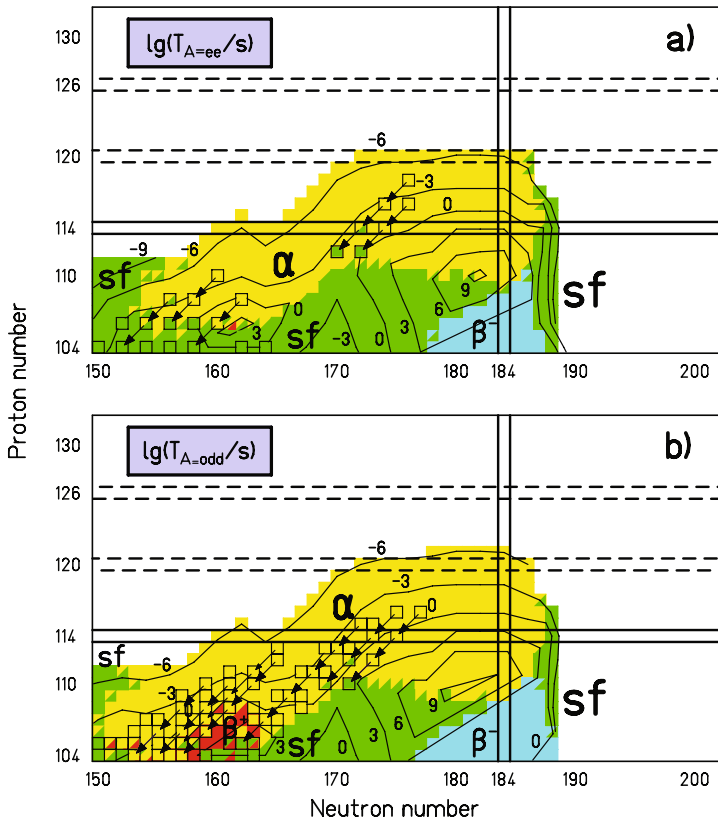 lg(T_A=ee/s)
a)
130
126
120
114
110
104
-6
-3
0
-9
-6
sf
α
9
sf
0
3
sf
-3
0
3
6
β⁻
150
160
170
180
184
190
200
Proton number
lg(T_A=odd/s)
b)
130
126
120
114
110
104
-6
-3
α
0
sf
-6
-3
0
β⁺
9
sf
3
sf
0
3
6
β⁻
0
150
160
170
180
184
190
200
Neutron number